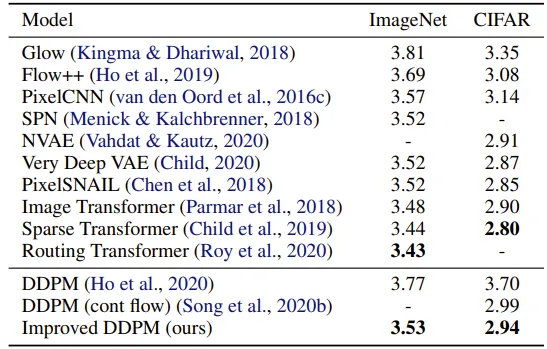 Model ImageNet CIFAR
Glow (Kingma & Dhariwal, 2018) 3.81 3.35
Flow++ (Ho et al., 2019) 3.69 3.08
PixelCNN (van den Oord et al., 2016c) 3.57 3.14
SPN (Menick & Kalchbrenner, 2018) 3.52 -
NVAE (Vahdat & Kautz, 2020) - 2.91
Very Deep VAE (Child, 2020) 3.52 2.87
PixelSNAIL (Chen et al., 2018) 3.52 2.85
Image Transformer (Parmar et al., 2018) 3.48 2.90
Sparse Transformer (Child et al., 2019) 3.44 2.80
Routing Transformer (Roy et al., 2020) 3.43 -
DDPM (Ho et al., 2020) 3.77 3.70
DDPM (cont flow) (Song et al., 2020b) - 2.99
Improved DDPM (ours) 3.53 2.94